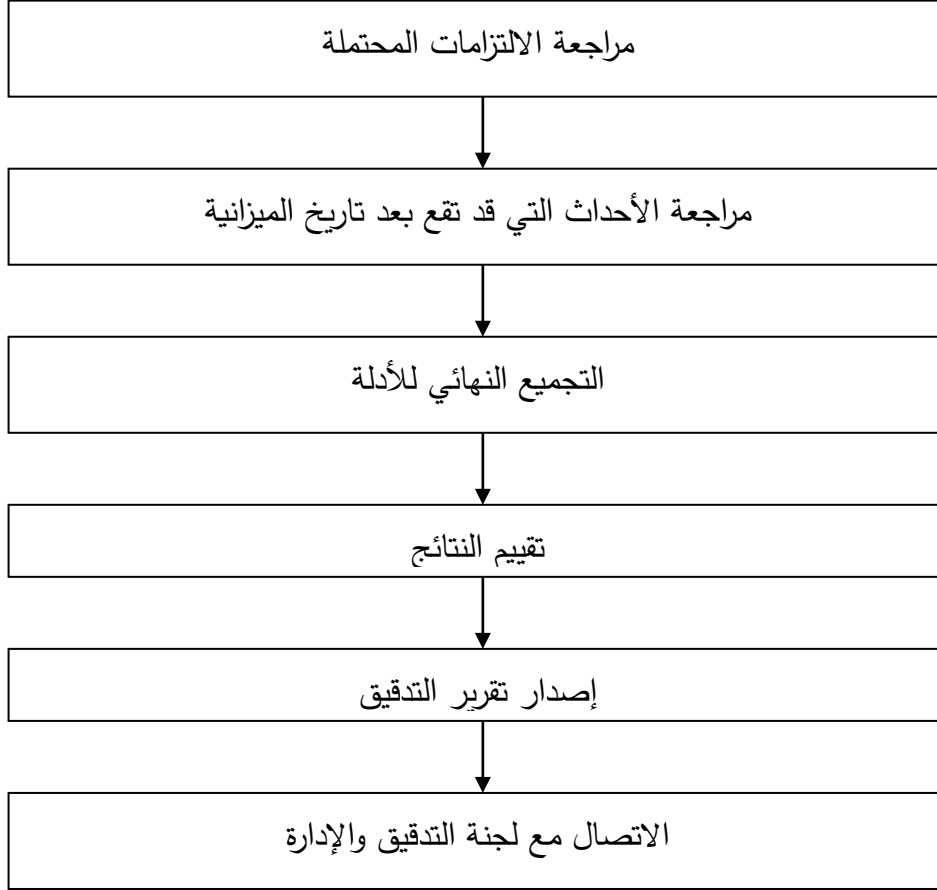 مراجعة الالتزامات المحتملة
مراجعة الأحداث التي قد تقع بعد تاريخ الميزانية
التجميع النهائي للأدلة
تقييم النتائج
إصدار تقرير التدقيق
الاتصال مع لجنة التدقيق والإدارة